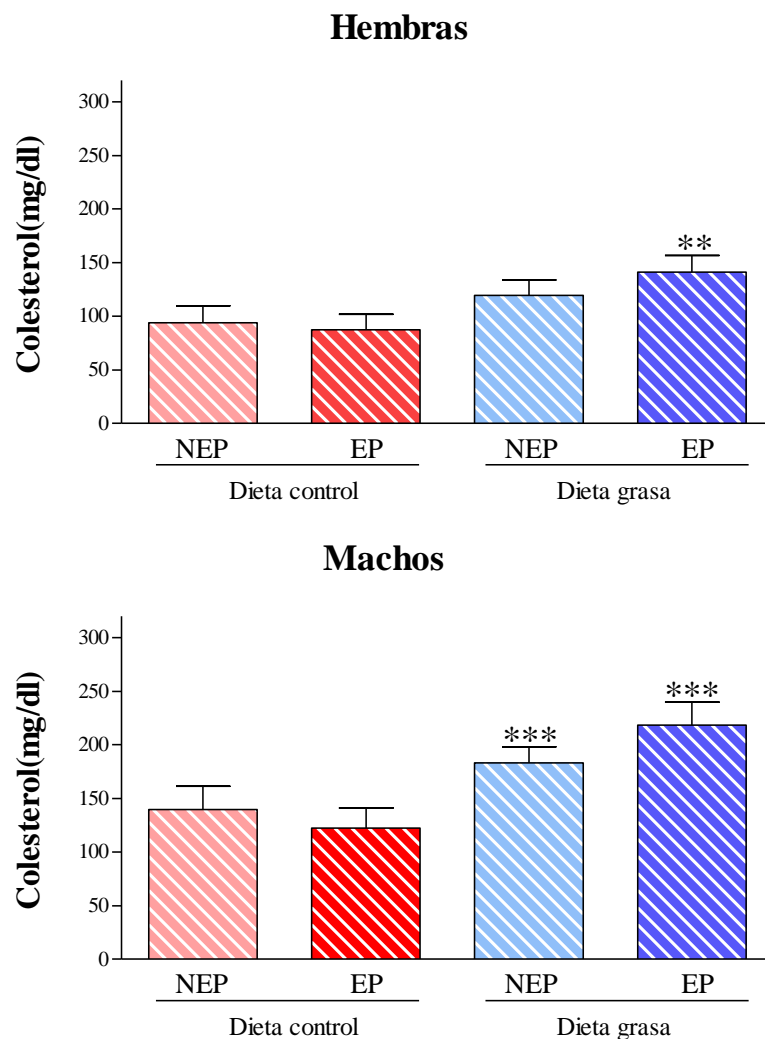 Hembras
Colesterol(mg/dl)
300
250
200
150
100
50
0
**
NEP EP NEP EP
Dieta control Dieta grasa
Machos
Colesterol(mg/dl)
300
250
200
150
100
50
0
*** ***
NEP EP NEP EP
Dieta control Dieta grasa